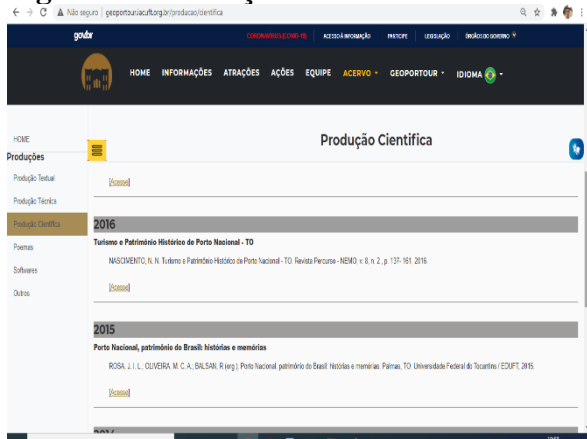 Não seguro | geoportouriacuft.org.br/producao/cientifica
govbr CORONAVÍRUS (COVID-19) ACESSO À INFORMAÇÃO PARTICIPE LEGISLAÇÃO ÓRGÃOS DO GOVERNO
HOME INFORMAÇÕES ATRAÇÕES AÇÕES EQUIPE ACERVO GEOPORTOUR IDIOMA
HOME
Produções
Produção Textual
Produção Técnica
Produção Científica
Poemas
Softwares
Outros
Produção Cientifica
[Acesse]
2016
Turismo e Património Histórico de Porto Nacional - TO
NASCIMENTO, N. N. Turismo e Patrimônio Histórico de Porto Nacional - TO. Revista Percurso - NEMO. v. 8, n. 2 , p. 137- 161, 2016.
[Acesse]
2015
Porto Nacional, patrimônio do Brasil: histórias e memórias
ROSA, J. I. L.; OLIVEIRA, M. C. A.; BALSAN, R (org.). Porto Nacional, patrimônio do Brasil: histórias e memórias. Palmas, TO: Universidade Federal do Tocantins / EDUFT, 2015.
[Acesse]